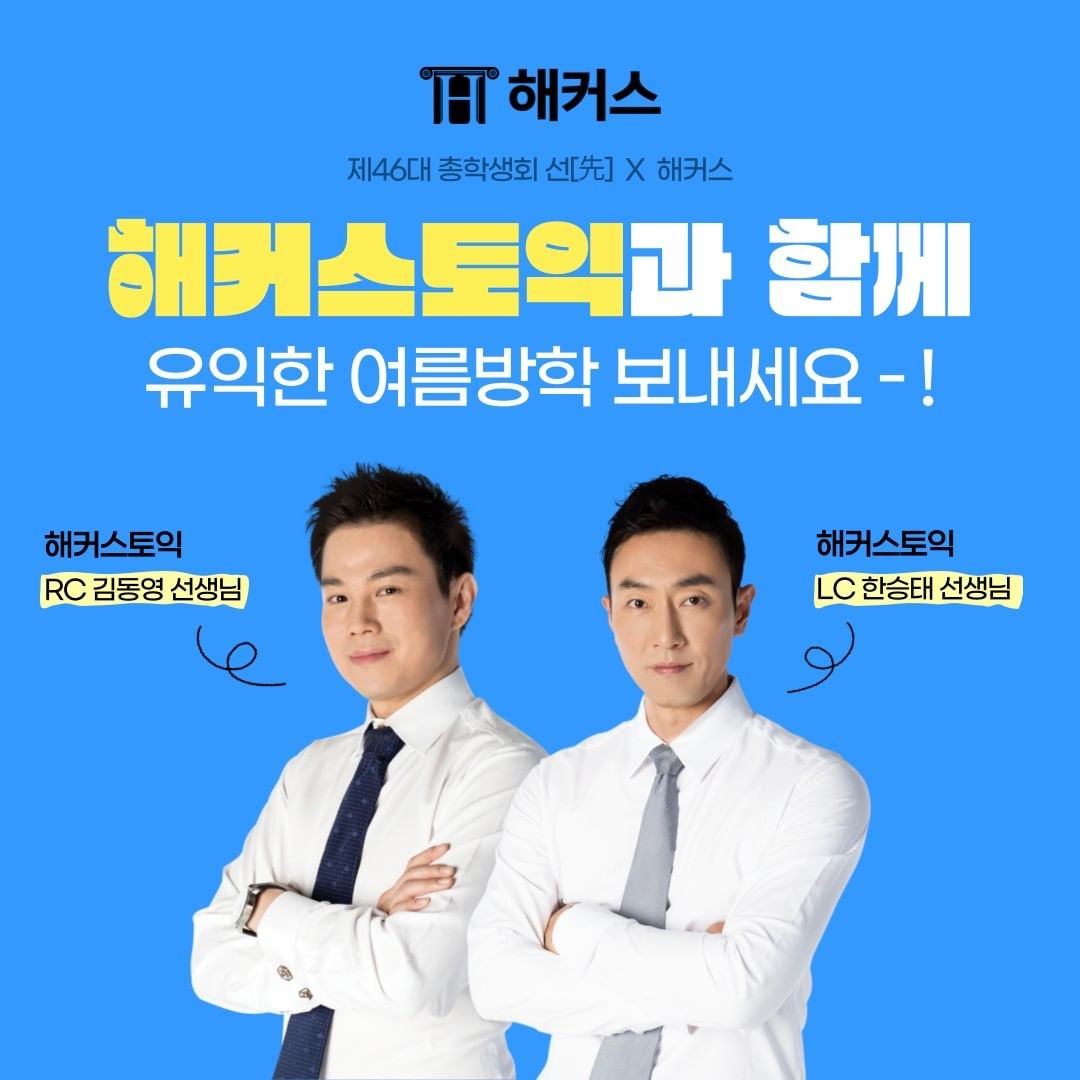 해커스
제46대 총학생회 선[先] X 해커스
해커스토익과 함께
유익한 여름방학 보내세요 - !
해커스토익
RC 김동영 선생님
해커스토익
LC 한승태 선생님